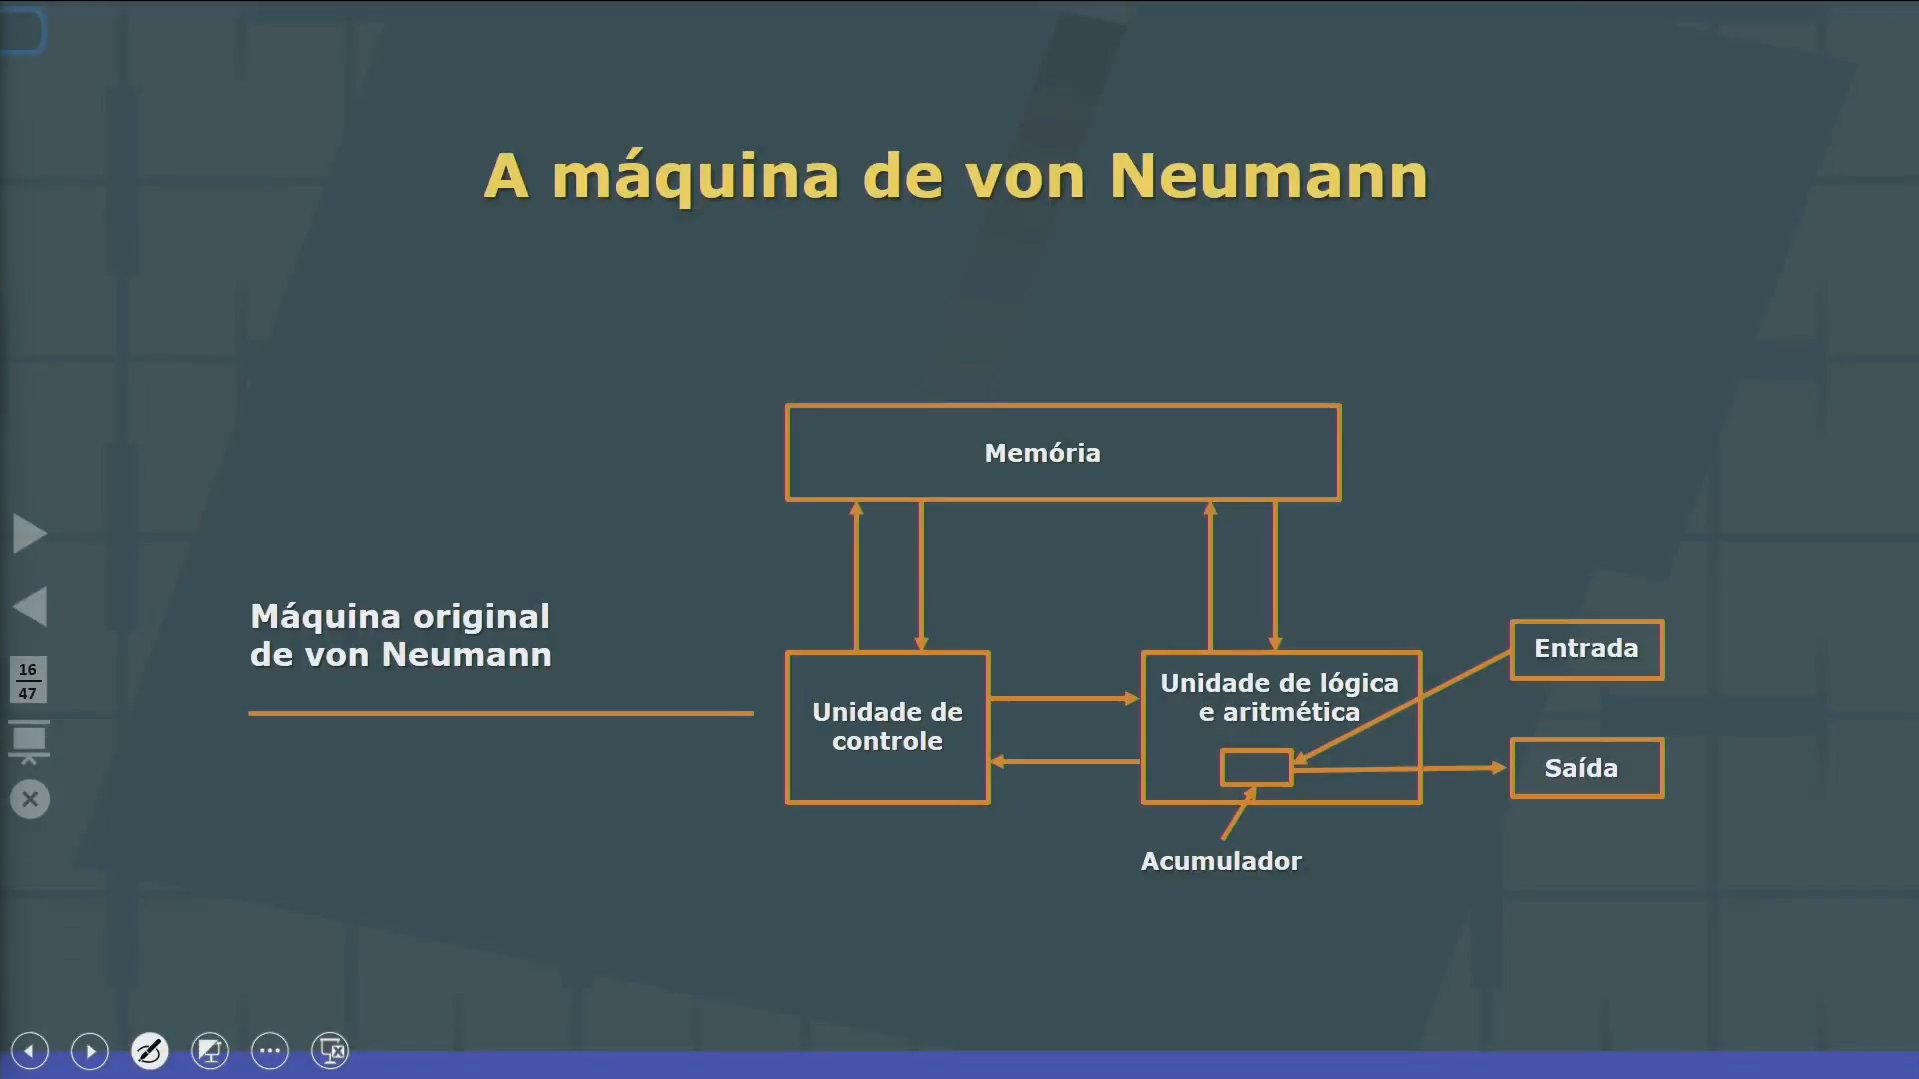 A máquina de von Neumann
Memória
Máquina original
de von Neumann
Unidade de
controle
Unidade de lógica
e aritmética
Entrada
Saída
Acumulador
16
47